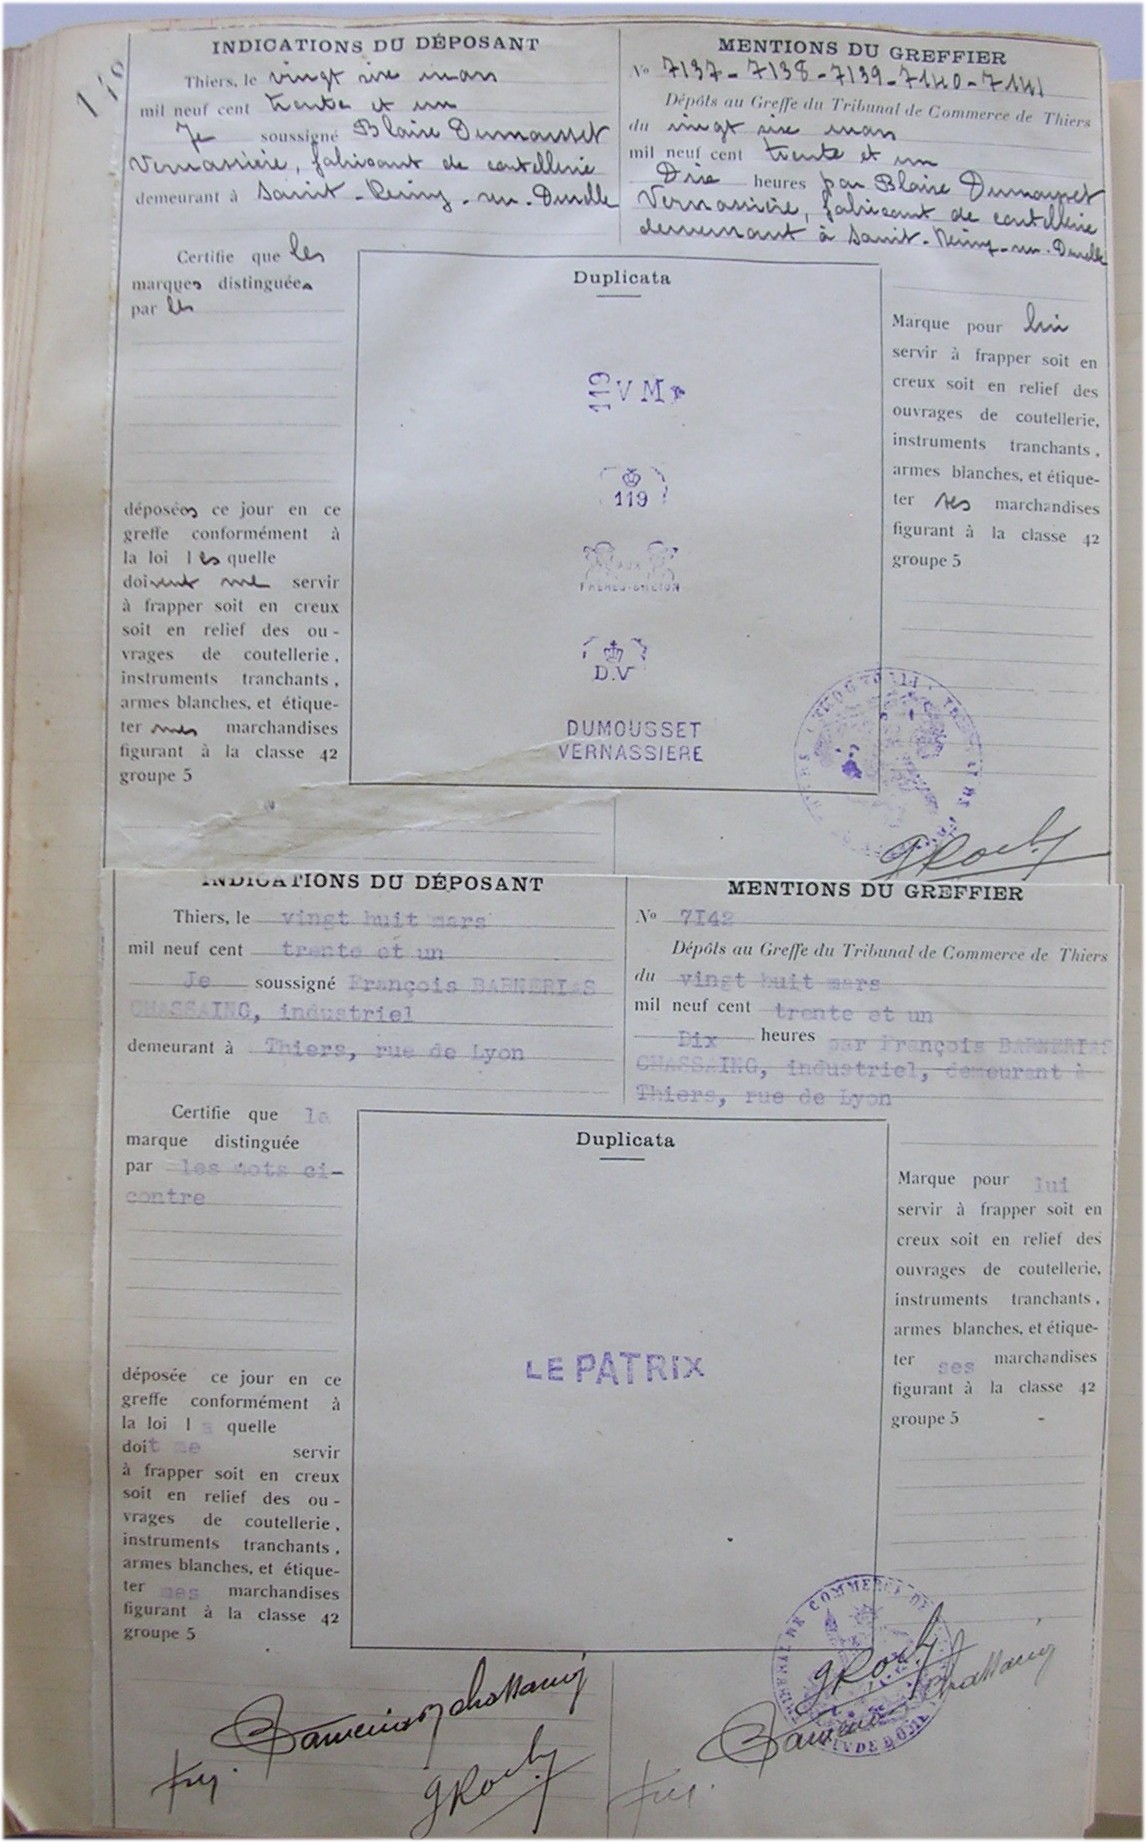 INDICATIONS DU DÉPOSANT
Thiers, le vingt six mars
mil neuf cent trente et un
Je soussigné Blaise Dumousset
Vernassière, fabricant de coutellerie
demeurant à Saint-Rémy-sur-Durolle
Certifie que les
marques distinguées
par les
déposées ce jour en ce
greffe conformément à
la loi lesquelle
doivent me servir
à frapper soit en creux
soit en relief des ou-
vrages de coutellerie,
instruments tranchants,
armes blanches, et étique-
ter mes marchandises
figurant à la classe 42
groupe 5
MENTIONS DU GREFFIER
No 7137-7138-7139-7140-7141
Dépôts au Greffe du Tribunal de Commerce de Thiers
du vingt six mars
mil neuf cent trente et un
Dix heures par Blaise Dumousset
Vernassière, fabricant de coutellerie
demeurant à Saint-Rémy-sur-Durolle
Duplicata
119 VM
119
AUX
D.V
DUMOUSSET
VERNASSIERE
Marque pour lui
servir à frapper soit en
creux soit en relief des
ouvrages de coutellerie,
instruments tranchants,
armes blanches, et étique-
ter ses marchandises
figurant à la classe 42
groupe 5
INDICATIONS DU DÉPOSANT
Thiers, le vingt huit mars
mil neuf cent trente et un
Je soussigné François BARNERIAS
CHASSAING, industriel
demeurant à Thiers, rue de Lyon
Certifie que la
marque distinguée
par les mots ci-
contre
déposée ce jour en ce
greffe conformément à
la loi la quelle
doit me servir
à frapper soit en creux
soit en relief des ou-
vrages de coutellerie,
instruments tranchants,
armes blanches, et étique-
ter mes marchandises
figurant à la classe 42
groupe 5
MENTIONS DU GREFFIER
No 7I42
Dépôts au Greffe du Tribunal de Commerce de Thiers
du vingt huit mars
mil neuf cent trente et un
Dix heures par François BARNERIAS
CHASSAING, industriel, demeurant à
Thiers, rue de Lyon
Duplicata
LE PATRIX
Marque pour lui
servir à frapper soit en
creux soit en relief des
ouvrages de coutellerie,
instruments tranchants,
armes blanches, et étique-
ter ses marchandises
figurant à la classe 42
groupe 5 -
Barnerias Chassaing